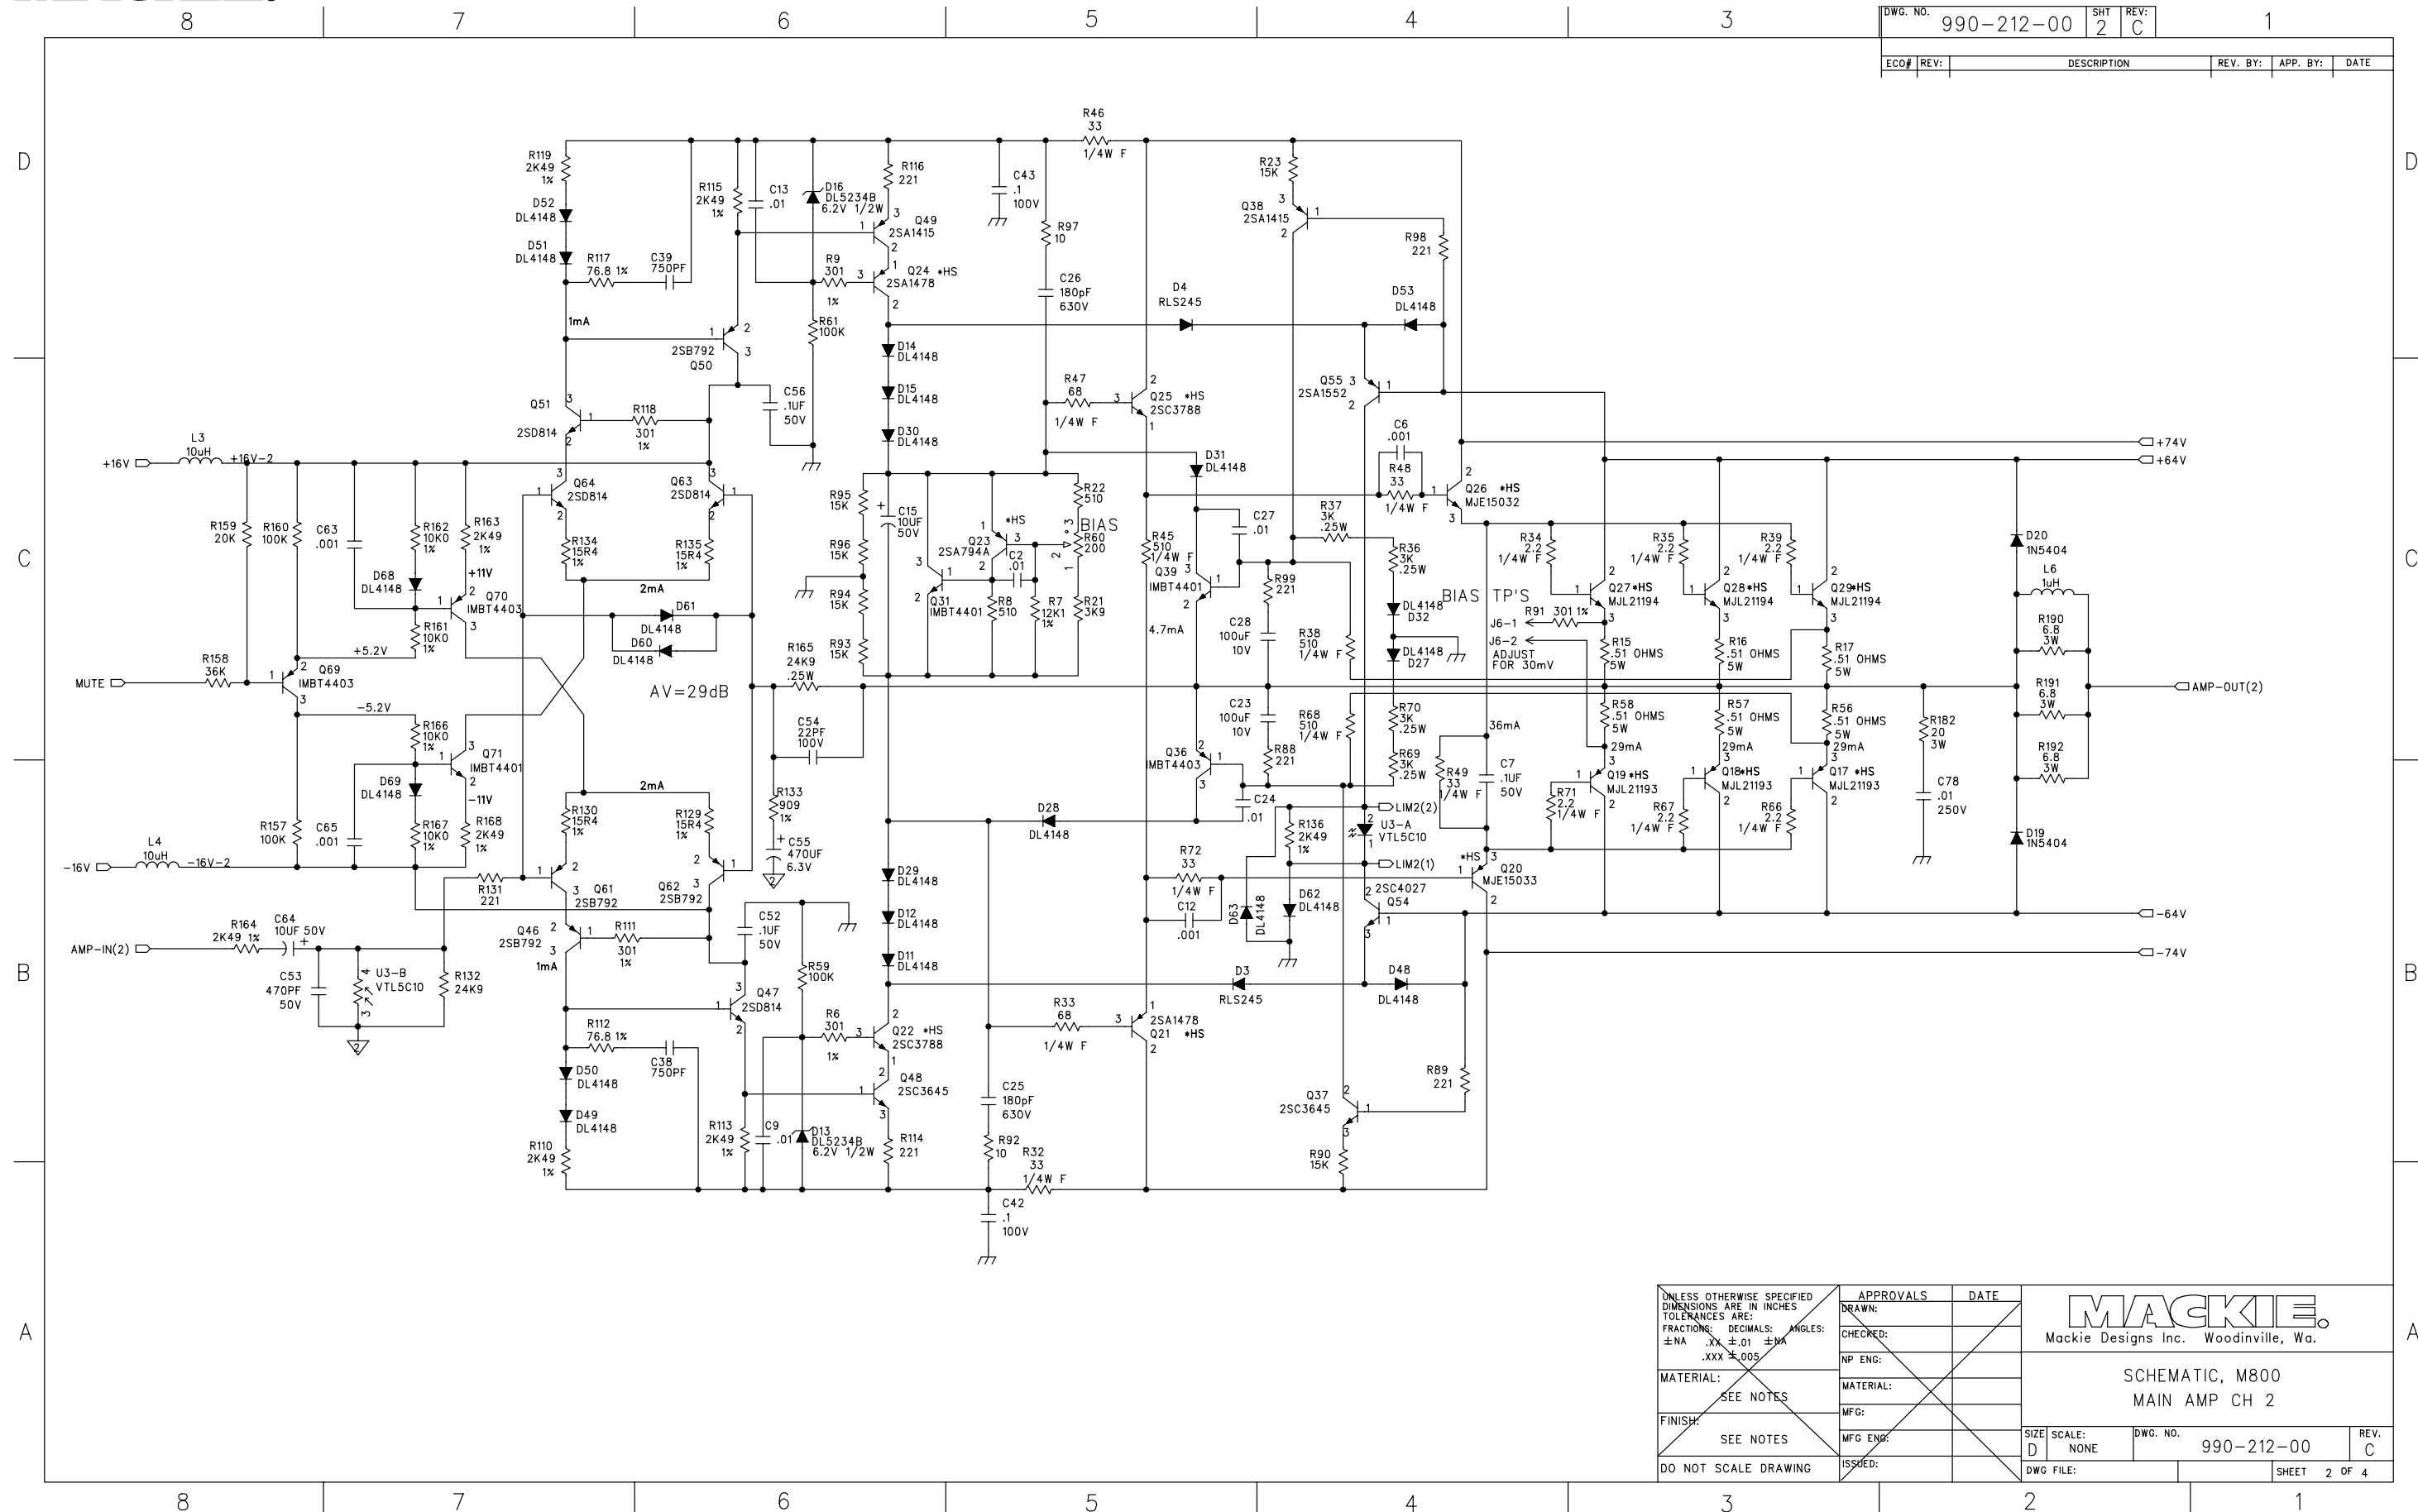 8
7
6
5
4
3
DWG. NO.
990-212-00
SHT
2
REV:
C
1
ECO# REV: DESCRIPTION REV. BY: APP. BY: DATE
D
D
C
C
B
B
A
A
R46
33
1/4W F
R119
2K49
1%
D52
DL4148
D51
DL4148
R117
76.8 1%
C39
750PF
R115
2K49
1%
C13
.01
D16
DL5234B
6.2V 1/2W
R116
221
Q49
2SA1415
R9
301
1%
Q24 *HS
2SA1478
C43
.1
100V
R97
10
C26
180pF
630V
R23
15K
Q38
2SA1415
R98
221
D4
RLS245
D53
DL4148
1mA
2SB792
Q50
R61
100K
D14
DL4148
D15
DL4148
D30
DL4148
C56
.1UF
50V
Q51
2SD814
R118
301
1%
R47
68
1/4W F
Q25 *HS
2SC3788
Q55
2SA1552
C6
.001
R48
33
1/4W F
D31
DL4148
+74V
+64V
L3
10uH
+16V
+16V-2
Q64
2SD814
Q63
2SD814
R95
15K
C15
10UF
50V
R22
510
*HS
BIAS
R60
200
Q23
2SA794A
C2
.01
C27
.01
R37
3K
.25W
Q26 *HS
MJE15032
R159
20K
R160
100K
C63
.001
R162
10K0
1%
R163
2K49
1%
R134
15R4
1%
R135
15R4
1%
R96
15K
R45
510
1/4W F
R36
3K
.25W
R34
2.2
1/4W F
R35
2.2
1/4W F
R39
2.2
1/4W F
D20
1N5404
D68
DL4148
+11V
Q70
IMBT4403
2mA
D61
DL4148
D60
DL4148
R94
15K
Q31
IMBT4401
R8
510
R7
12K1
1%
R21
3K9
Q39
IMBT4401
R99
221
4.7mA
C28
100uF
10V
DL4148
D32
BIAS TP'S
J6-1
R91 301 1%
J6-2
ADJUST
FOR 30mV
Q27*HS
MJL21194
Q28*HS
MJL21194
Q29*HS
MJL21194
L6
1uH
R161
10K0
1%
+5.2V
R165
24K9
.25W
R93
15K
R38
510
1/4W F
DL4148
D27
R15
.51 OHMS
5W
R16
.51 OHMS
5W
R17
.51 OHMS
5W
R190
6.8
3W
MUTE
R158
36K
Q69
IMBT4403
AV=29dB
AMP-OUT(2)
-5.2V
R166
10K0
1%
C54
22PF
100V
C23
100uF
10V
R68
510
1/4W F
R70
3K
.25W
36mA
R58
.51 OHMS
5W
R57
.51 OHMS
5W
R56
.51 OHMS
5W
29mA
29mA
29mA
R182
20
3W
R191
6.8
3W
R192
6.8
3W
Q71
IMBT4401
D69
DL4148
-11V
2mA
R133
909
1%
Q36
IMBT4403
R88
221
R69
3K
.25W
R49
33
1/4W F
C7
.1UF
50V
Q19*HS
MJL21193
Q18*HS
MJL21193
Q17 *HS
MJL21193
C78
.01
250V
R157
100K
C65
.001
R167
10K0
1%
R168
2K49
1%
R130
15R4
1%
R129
15R4
1%
C55
470UF
6.3V
2
D28
DL4148
C24
.01
R136
2K49
1%
LIM2(2)
U3-A
VTL5C10
LIM2(1)
R71
2.2
1/4W F
R67
2.2
1/4W F
R66
2.2
1/4W F
D19
1N5404
L4
10uH
-16V
-16V-2
R131
221
Q61
2SB792
Q62
2SB792
D29
DL4148
R72
33
1/4W F
C12
.001
D63
DL4148
D62
DL4148
2SC4027
Q54
*HS
Q20
MJE15033
-64V
-74V
AMP-IN(2)
R164
2K49 1%
C64
10UF 50V
C53
470PF
50V
U3-B
VTL5C10
R132
24K9
2
Q46
2SB792
1mA
R111
301
1%
C52
.1UF
50V
D12
DL4148
D11
DL4148
R59
100K
Q47
2SD814
D3
RLS245
D48
DL4148
R112
76.8 1%
C38
750PF
R6
301
1%
Q22 *HS
2SC3788
R33
68
1/4W F
2SA1478
Q21 *HS
D50
DL4148
D49
DL4148
R110
2K49
1%
R113
2K49
1%
C9
.01
D13
DL5234B
6.2V 1/2W
Q48
2SC3645
R114
221
C25
180pF
630V
R92
10
R32
33
1/4W F
C42
.1
100V
R89
221
Q37
2SC3645
R90
15K
UNLESS OTHERWISE SPECIFIED
DIMENSIONS ARE IN INCHES
TOLERANCES ARE:
FRACTIONS: DECIMALS: ANGLES:
±NA .XX ±.01 ±NA
.XXX ±.005
MATERIAL:
SEE NOTES
FINISH:
SEE NOTES
DO NOT SCALE DRAWING
APPROVALS DATE
DRAWN:
CHECKED:
NP ENG:
MATERIAL:
MFG:
MFG ENG:
ISSUED:
MACKIE.
Mackie Designs Inc. Woodinville, Wa.
SCHEMATIC, M800
MAIN AMP CH 2
SIZE
D
SCALE:
NONE
DWG. NO.
990-212-00
REV.
C
DWG FILE:
SHEET 2 OF 4
8
7
6
5
4
3
2
1